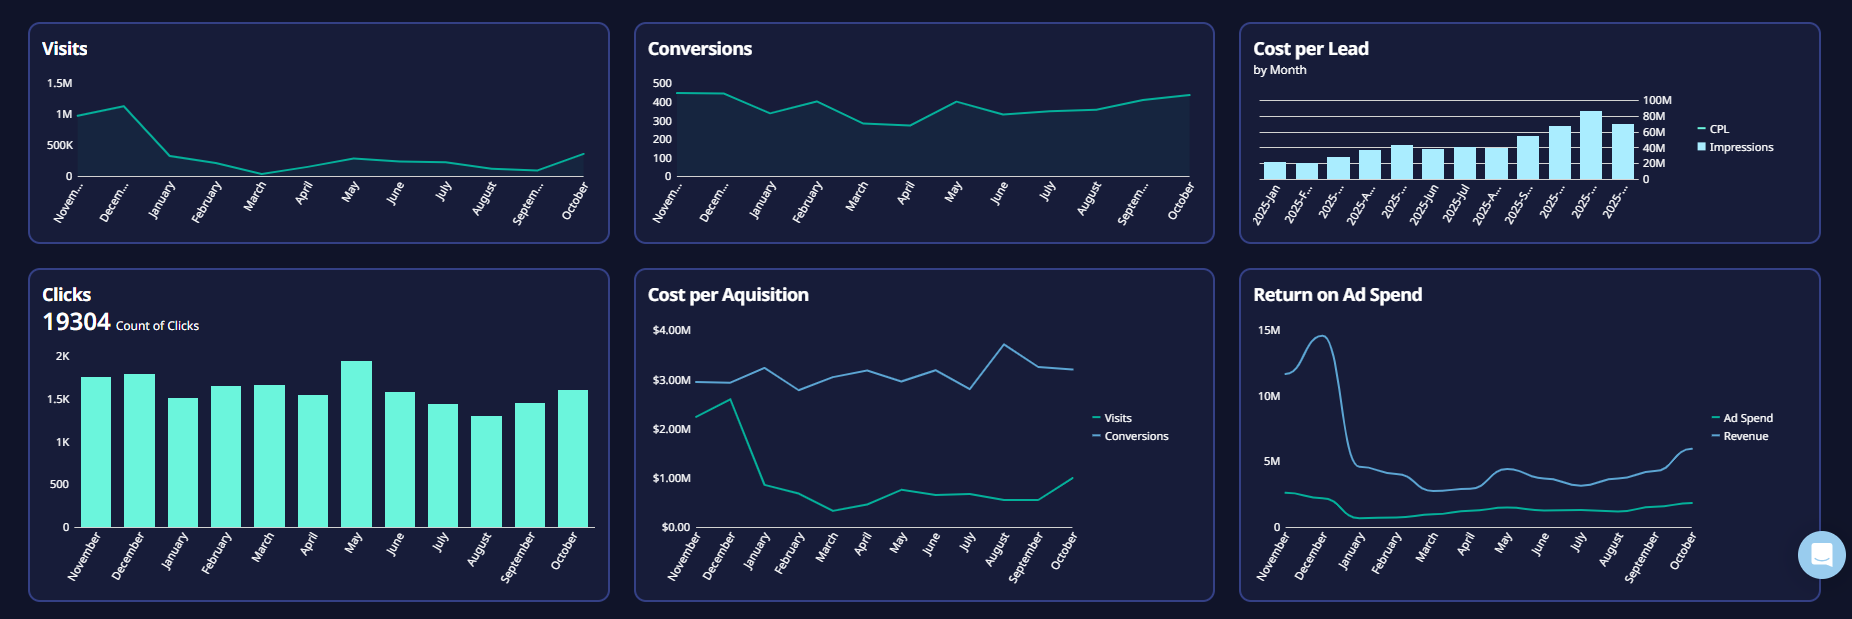 Visits
1.5M
1M
500K
0
Novem...
Decem...
January
February
March
April
May
June
July
August
Septem...
October
Conversions
500
400
300
200
100
0
Novem...
Decem...
January
February
March
April
May
June
July
August
Septem...
October
Cost per Lead
by Month
100M
80M
60M
40M
20M
0
CPL
Impressions
2025-Jan
2025-F...
2025-...
2025-A...
2025-...
2025-Jun
2025-Jul
2025-A...
2025-S...
2025-...
2025-...
2025-...
Clicks
19304 Count of Clicks
2K
1.5K
1K
500
0
November
December
January
February
March
April
May
June
July
August
September
October
Cost per Aquisition
$4.00M
$3.00M
$2.00M
$1.00M
$0.00
Visits
Conversions
November
December
January
February
March
April
May
June
July
August
September
October
Return on Ad Spend
15M
10M
5M
0
Ad Spend
Revenue
November
December
January
February
March
April
May
June
July
August
September
October